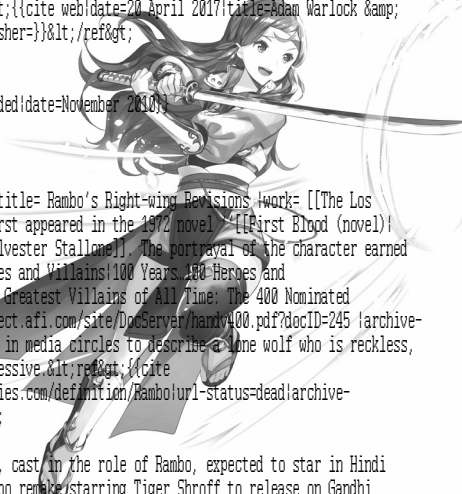 t;{{cite web|date=20 April 2017|title=Adam Warlock &amp;
sher=}}&lt;/ref&gt;
ded|date=November 2010}}
title= Rambo's Right-wing Revisions |work= [[The Los
rst appeared in the 1972 novel ''[[First Blood (novel)|
lvester Stallone]]. The portrayal of the character earned
es and Villains|100 Years...100 Heroes and
Greatest Villains of All Time: The 400 Nominated
ect.afi.com/site/DocServer/handv400.pdf?docID=245 |archive-
in media circles to describe a lone wolf who is reckless,
essive.&lt;ref&gt;{{cite
ies.com/definition/Rambo|url-status=dead|archive-
;
, cast in the role of Rambo, expected to star in Hindi
oo remake starring Tiger Shroff to release on Gandhi